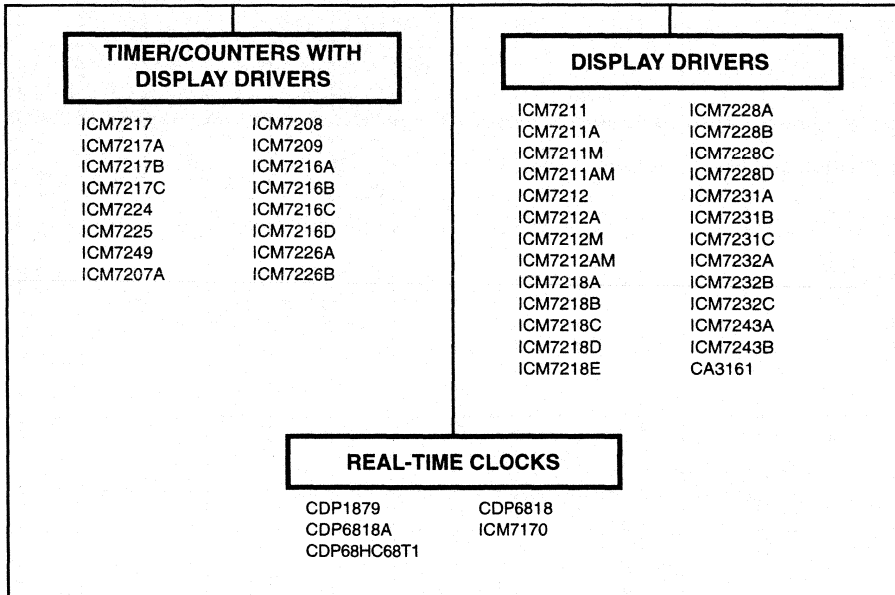 TIMER/COUNTERS WITH
DISPLAY DRIVERS
ICM7217
ICM7217A
ICM7217B
ICM7217C
ICM7224
ICM7225
ICM7249
ICM7207A
ICM7208
ICM7209
ICM7216A
ICM7216B
ICM7216C
ICM7216D
ICM7226A
ICM7226B
DISPLAY DRIVERS
ICM7211
ICM7211A
ICM7211M
ICM7211AM
ICM7212
ICM7212A
ICM7212M
ICM7212AM
ICM7218A
ICM7218B
ICM7218C
ICM7218D
ICM7218E
ICM7228A
ICM7228B
ICM7228C
ICM7228D
ICM7231A
ICM7231B
ICM7231C
ICM7232A
ICM7232B
ICM7232C
ICM7243A
ICM7243B
CA3161
REAL-TIME CLOCKS
CDP1879
CDP6818A
CDP68HC68T1
CDP6818
ICM7170